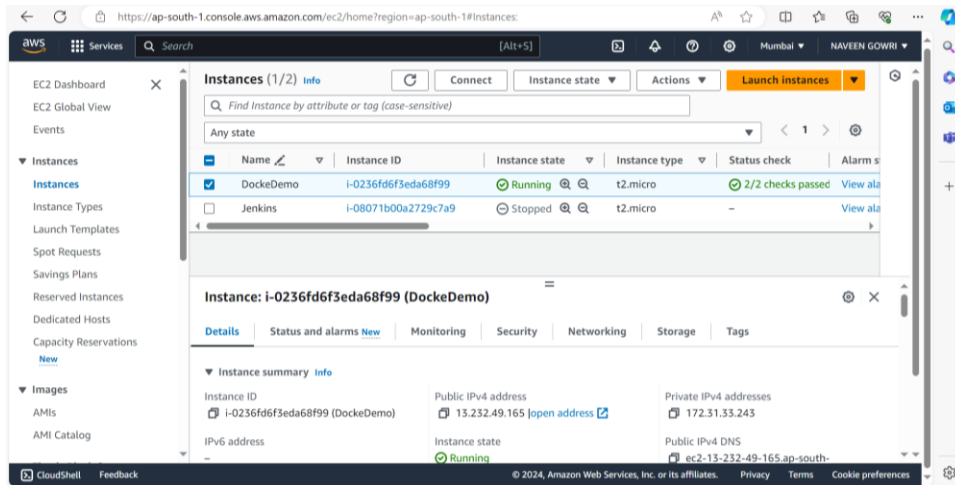 https://ap-south-1.console.aws.amazon.com/ec2/home?region=ap-south-1#Instances:
aws Services Search [Alt+S] Mumbai NAVEEN GOWRI
EC2 Dashboard
EC2 Global View
Events
Instances
Instances
Instance Types
Launch Templates
Spot Requests
Savings Plans
Reserved Instances
Dedicated Hosts
Capacity Reservations
New
Images
AMIs
AMI Catalog
Instances (1/2) Info Connect Instance state Actions Launch instances
Find Instance by attribute or tag (case-sensitive)
Any state 1
Name Instance ID Instance state Instance type Status check Alarm s
DockeDemo i-0236fd6f3eda68f99 Running t2.micro 2/2 checks passed View ala
Jenkins i-08071b00a2729c7a9 Stopped t2.micro – View ala
Instance: i-0236fd6f3eda68f99 (DockeDemo)
Details Status and alarms New Monitoring Security Networking Storage Tags
Instance summary Info
Instance ID Public IPv4 address Private IPv4 addresses
i-0236fd6f3eda68f99 (DockeDemo) 13.232.49.165 |open address 172.31.33.243
IPv6 address Instance state Public IPv4 DNS
– Running ec2-13-232-49-165.ap-south-
CloudShell Feedback © 2024, Amazon Web Services, Inc. or its affiliates. Privacy Terms Cookie preferences